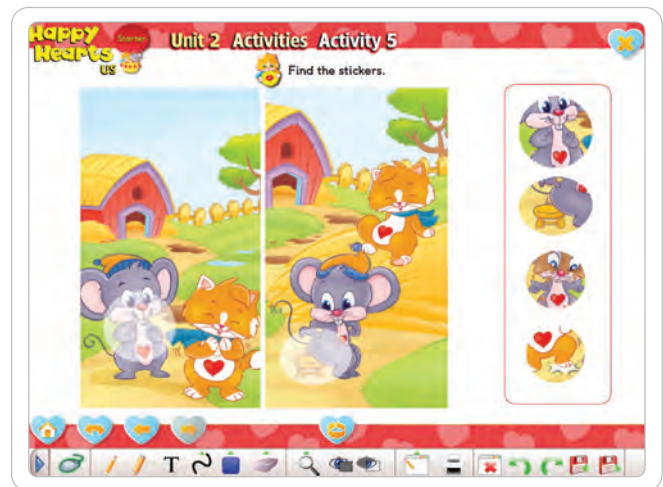 Happy
Hearts
Starter
US
Unit 2 Activities Activity 5
Find the stickers.
T